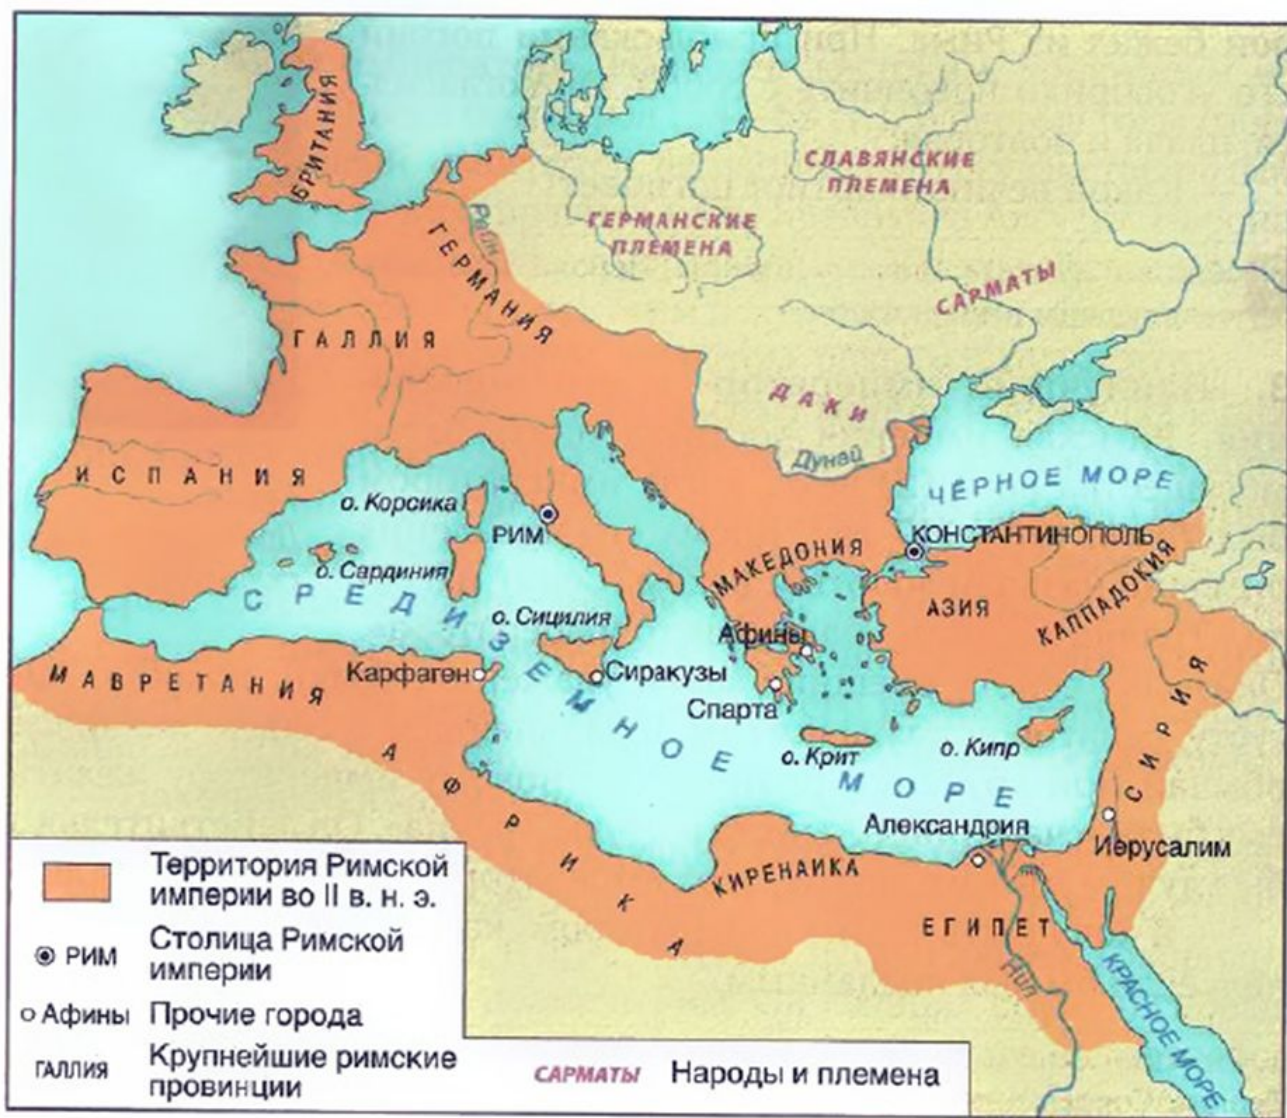 БРИТАНИЯ
СЛАВЯНСКИЕ
ПЛЕМЕНА
ГЕРМАНСКИЕ
ПЛЕМЕНА
Рейн
ГЕРМАНИЯ
САРМАТЫ
ГАЛЛИЯ
ДАКИ
Дунай
ИСПАНИЯ
ЧЁРНОЕ МОРЕ
о. Корсика
РИМ
КОНСТАНТИНОПОЛЬ
МАКЕДОНИЯ
о. Сардиния
АЗИЯ
КАППАДОКИЯ
СРЕДИЗЕМНОЕ МОРЕ
о. Сицилия
Афины
МАВРЕТАНИЯ
Карфаген
Сиракузы
Спарта
СИРИЯ
о. Крит
о. Кипр
АФРИКА
Александрия
Иерусалим
КИРЕНАИКА
ЕГИПЕТ
Нил
КРАСНОЕ МОРЕ
Территория Римской
империи во II в. н. э.
РИМ Столица Римской
империи
Афины Прочие города
ГАЛЛИЯ Крупнейшие римские
провинции
САРМАТЫ Народы и племена